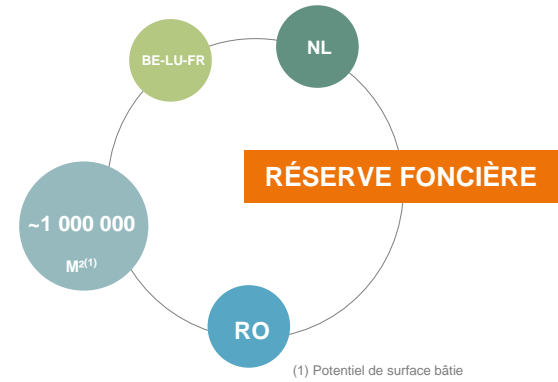 NL
BE-LU-FR
RÉSERVE FONCIÈRE
~1 000 000
M²⁽¹⁾
RO
(1) Potentiel de surface bâtie